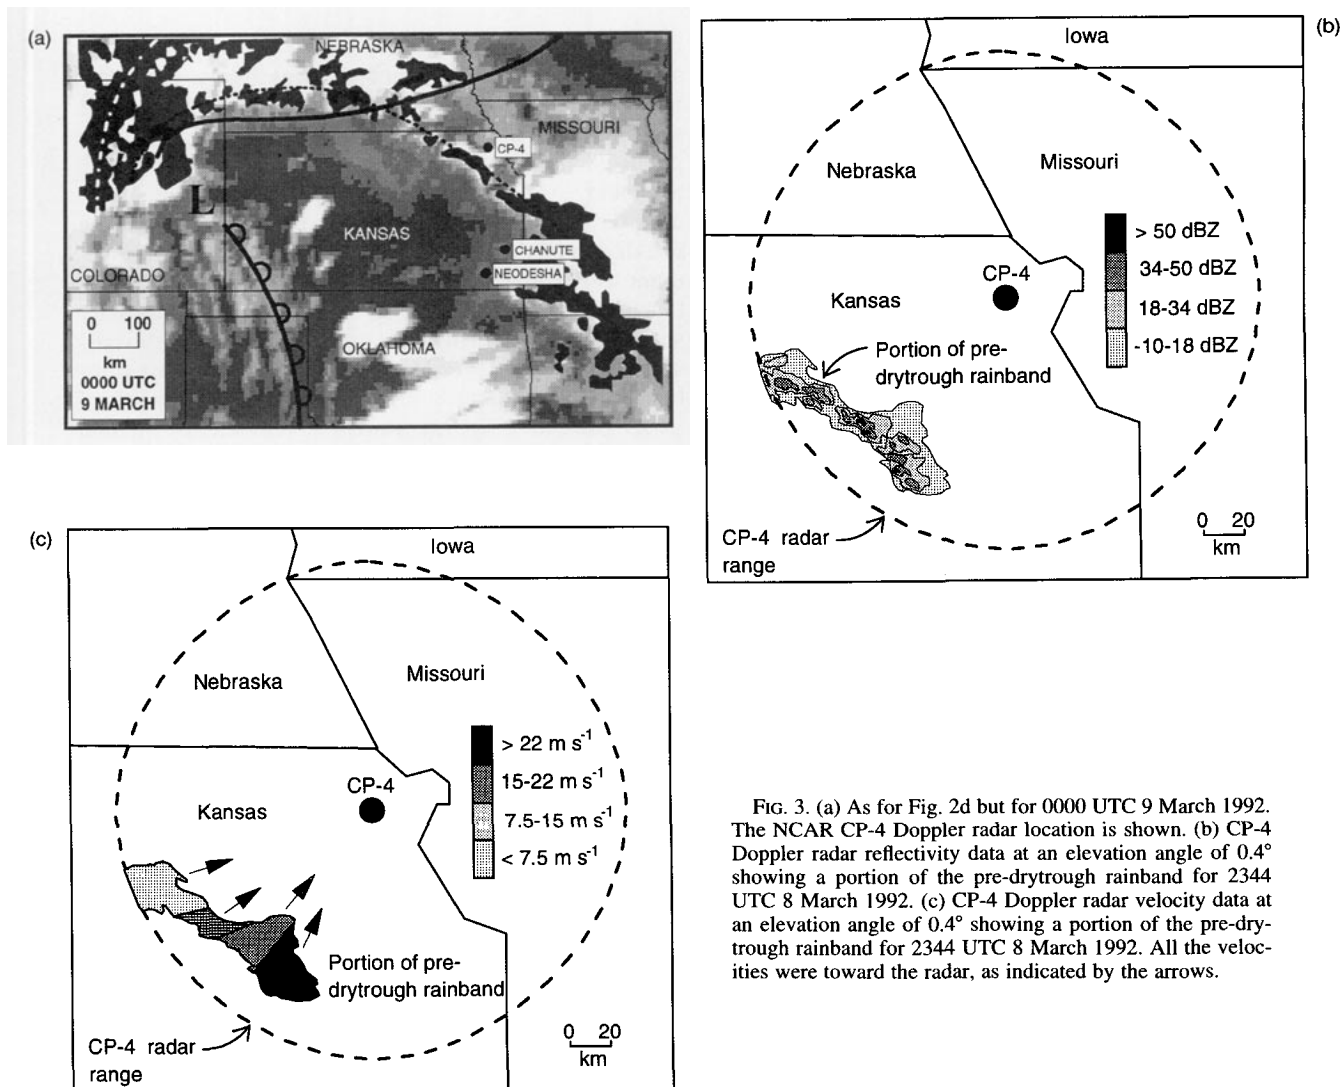 (a)
NEBRASKA
MISSOURI
CP-4
L
KANSAS
CHANUTE
NEODESHA
COLORADO
0 100
km
0000 UTC
9 MARCH
OKLAHOMA
(b)
Iowa
Nebraska
Missouri
> 50 dBZ
34-50 dBZ
18-34 dBZ
-10-18 dBZ
CP-4
Kansas
Portion of pre-
drytrough rainband
CP-4 radar
range
0 20
km
(c)
Iowa
Nebraska
Missouri
> 22 m s⁻¹
15-22 m s⁻¹
7.5-15 m s⁻¹
< 7.5 m s⁻¹
CP-4
Kansas
Portion of pre-
drytrough rainband
CP-4 radar
range
0 20
km
FIG. 3. (a) As for Fig. 2d but for 0000 UTC 9 March 1992.
The NCAR CP-4 Doppler radar location is shown. (b) CP-4
Doppler radar reflectivity data at an elevation angle of 0.4°
showing a portion of the pre-drytrough rainband for 2344
UTC 8 March 1992. (c) CP-4 Doppler radar velocity data at
an elevation angle of 0.4° showing a portion of the pre-dry-
trough rainband for 2344 UTC 8 March 1992. All the veloc-
ities were toward the radar, as indicated by the arrows.